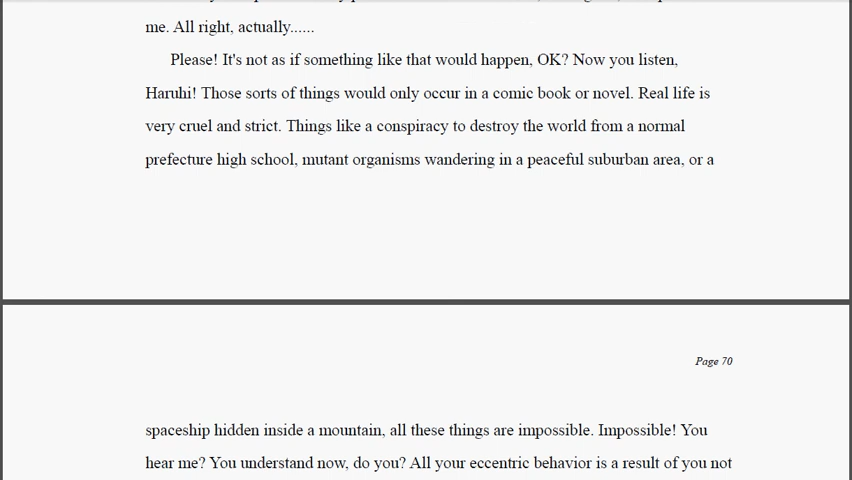 me. All right, actually......
Please! It's not as if something like that would happen, OK? Now you listen,
Haruhi! Those sorts of things would only occur in a comic book or novel. Real life is
very cruel and strict. Things like a conspiracy to destroy the world from a normal
prefecture high school, mutant organisms wandering in a peaceful suburban area, or a
Page 70
spaceship hidden inside a mountain, all these things are impossible. Impossible! You
hear me? You understand now, do you? All your eccentric behavior is a result of you not